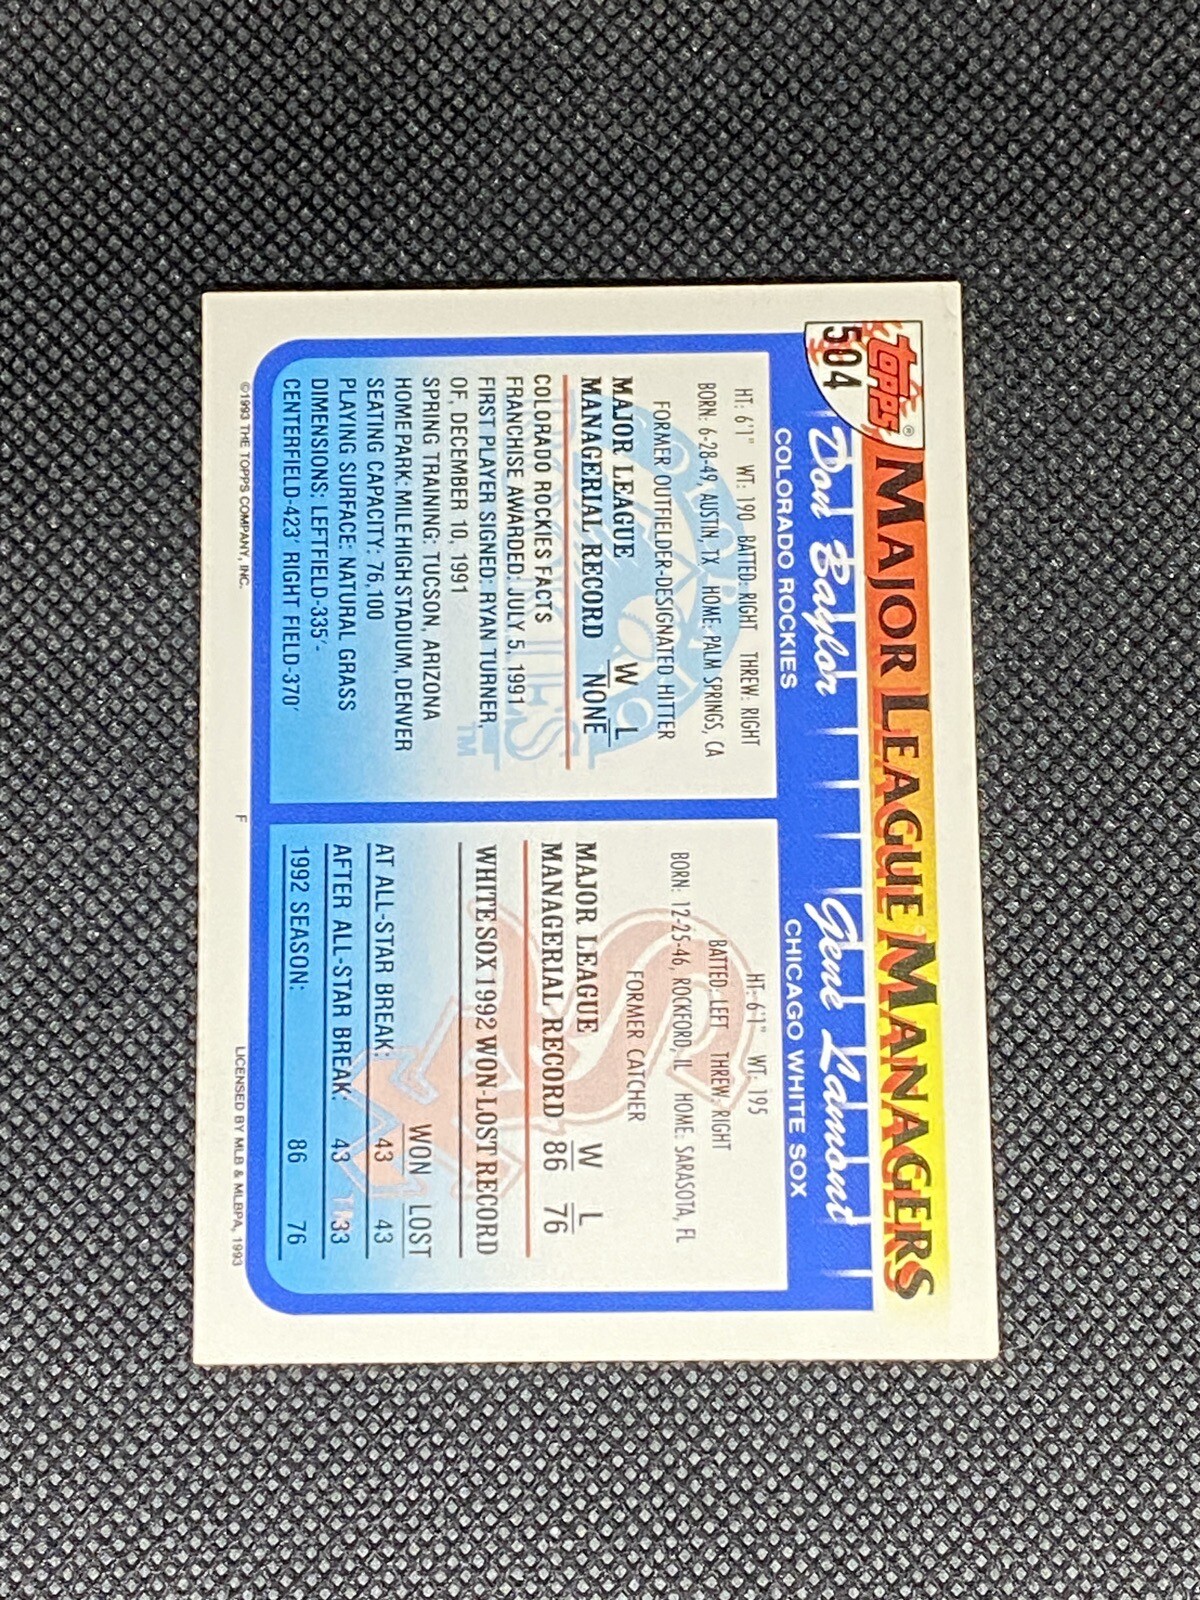 TOPPS®
504
MAJOR LEAGUE MANAGERS
Don Baylor
COLORADO ROCKIES
HT: 6'1" WT: 190 BATTED: RIGHT THREW: RIGHT
BORN: 6-28-49, AUSTIN, TX HOME: PALM SPRINGS, CA
FORMER OUTFIELDER-DESIGNATED HITTER
MAJOR LEAGUE W L
MANAGERIAL RECORD NONE
COLORADO ROCKIES FACTS
FRANCHISE AWARDED: JULY 5, 1991
FIRST PLAYER SIGNED: RYAN TURNER,
OF, DECEMBER 10, 1991
SPRING TRAINING: TUCSON, ARIZONA
HOME PARK: MILE HIGH STADIUM, DENVER
SEATING CAPACITY: 76,100
PLAYING SURFACE: NATURAL GRASS
DIMENSIONS: LEFTFIELD-335'-
CENTERFIELD-423' RIGHT FIELD-370'
COLORADO
ROCKIES
TM
Gene Lamont
CHICAGO WHITE SOX
HT: 6'1" WT: 195
BATTED: LEFT THREW: RIGHT
BORN: 12-25-46, ROCKFORD, IL HOME: SARASOTA, FL
FORMER CATCHER
MAJOR LEAGUE W L
MANAGERIAL RECORD 86 76
WHITE SOX 1992 WON-LOST RECORD
WON LOST
AT ALL-STAR BREAK: 43 43
AFTER ALL-STAR BREAK: 43 33
1992 SEASON: 86 76
SOX
TM
©1993 THE TOPPS COMPANY, INC. F LICENSED BY MLB & MLBPA, 1993